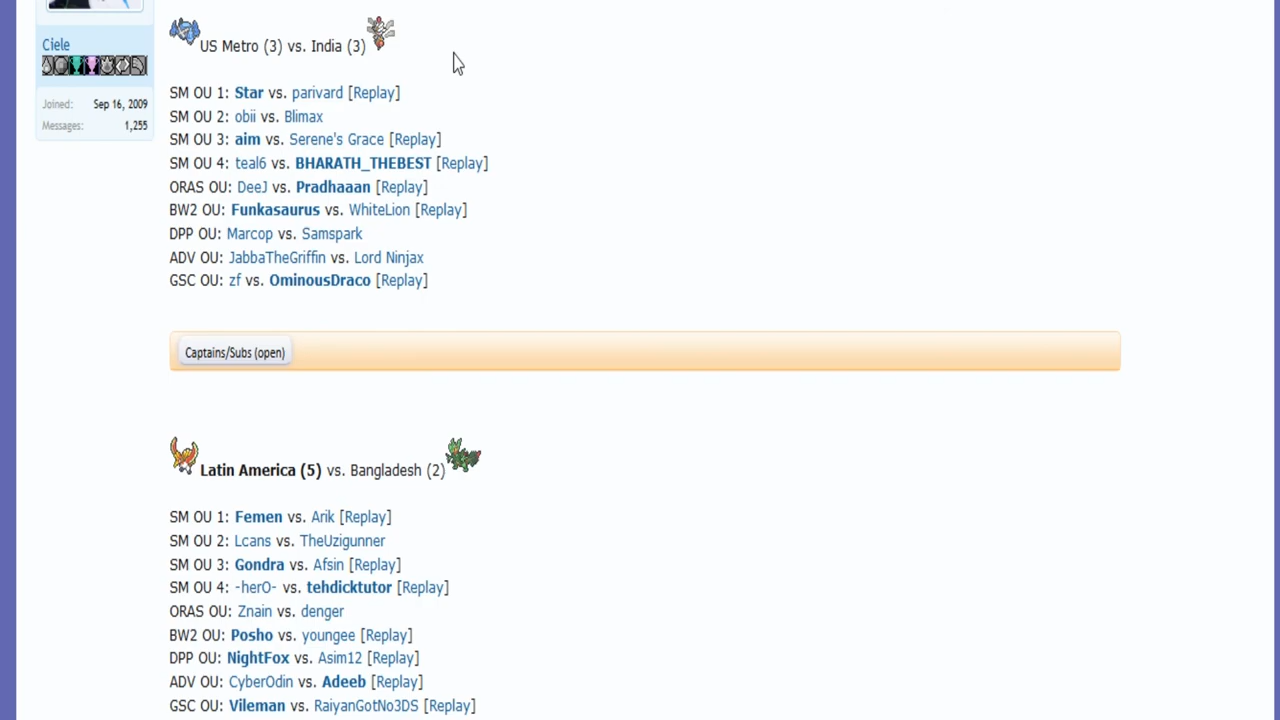 Ciele
Joined: Sep 16, 2009
Messages: 1,255
US Metro (3) vs. India (3)
SM OU 1: Star vs. parivard [Replay]
SM OU 2: obii vs. Blimax
SM OU 3: aim vs. Serene's Grace [Replay]
SM OU 4: teal6 vs. BHARATH_THEBEST [Replay]
ORAS OU: DeeJ vs. Pradhaaan [Replay]
BW2 OU: Funkasaurus vs. WhiteLion [Replay]
DPP OU: Marcop vs. Samspark
ADV OU: JabbaTheGriffin vs. Lord Ninjax
GSC OU: zf vs. OminousDraco [Replay]
Captains/Subs (open)
Latin America (5) vs. Bangladesh (2)
SM OU 1: Femen vs. Arik [Replay]
SM OU 2: Lcans vs. TheUzigunner
SM OU 3: Gondra vs. Afsin [Replay]
SM OU 4: -herO- vs. tehdicktutor [Replay]
ORAS OU: Znain vs. denger
BW2 OU: Posho vs. youngee [Replay]
DPP OU: NightFox vs. Asim12 [Replay]
ADV OU: CyberOdin vs. Adeeb [Replay]
GSC OU: Vileman vs. RaiyanGotNo3DS [Replay]